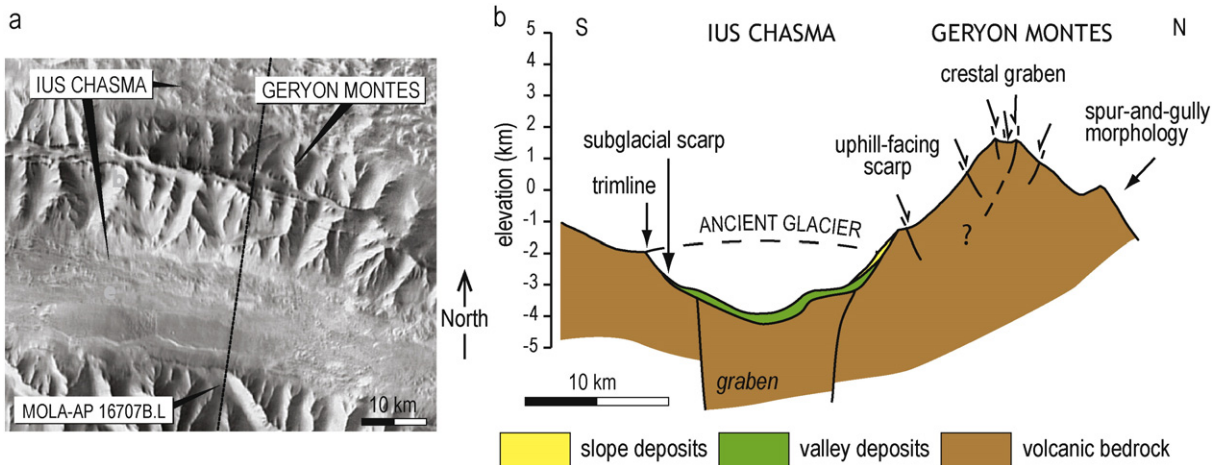 a
IUS CHASMA
GERYON MONTES
North
MOLA-AP 16707B.L
10 km
b
S
IUS CHASMA
GERYON MONTES
N
elevation (km)
5
4
3
2
1
0
-1
-2
-3
-4
-5
crestal graben
spur-and-gully
morphology
subglacial scarp
uphill-facing
scarp
trimline
ANCIENT GLACIER
?
graben
10 km
slope deposits
valley deposits
volcanic bedrock